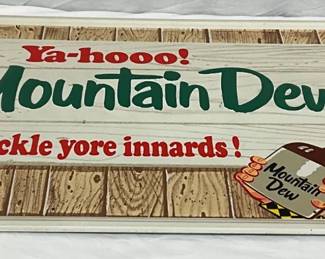 Ya-hooo!
Mountain Dew
ckle yore innards!
Mountain
Dew